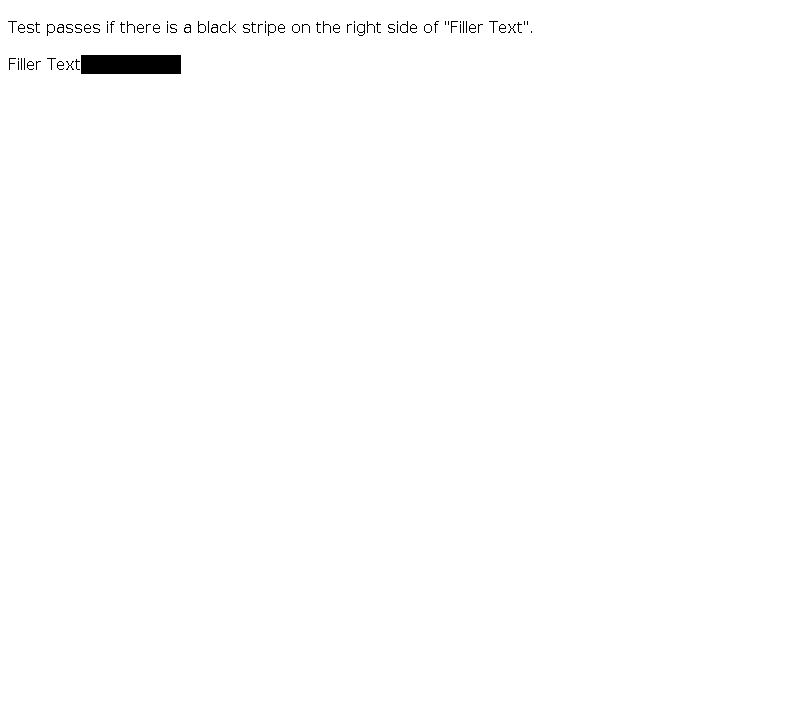 Test passes if there is a black stripe on the right side of "Filler Text".
Filler Text